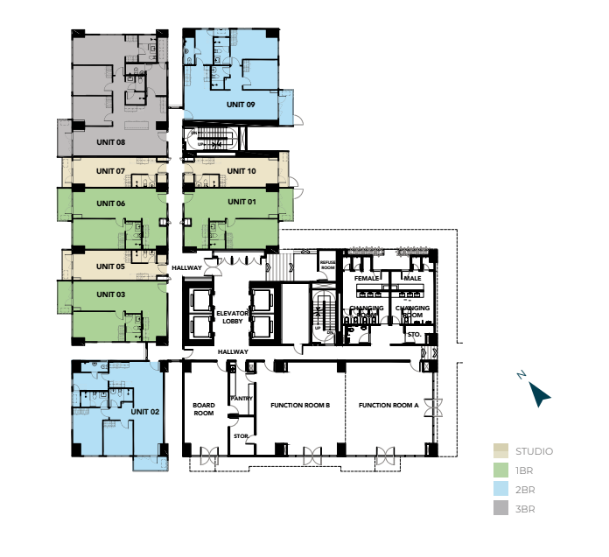 UNIT 09
UNIT 08
UNIT 07
UNIT 10
UNIT 06
UNIT 01
UNIT 05
HALLWAY
REFUSE
ROOM
FEMALE
MALE
UNIT 03
ELEVATOR
LOBBY
CHANGING
ROOM
CHANGING
ROOM
STO.
HALLWAY
UNIT 02
BOARD
ROOM
PANTRY
FUNCTION ROOM B
FUNCTION ROOM A
STOR.
N
STUDIO
1BR
2BR
3BR